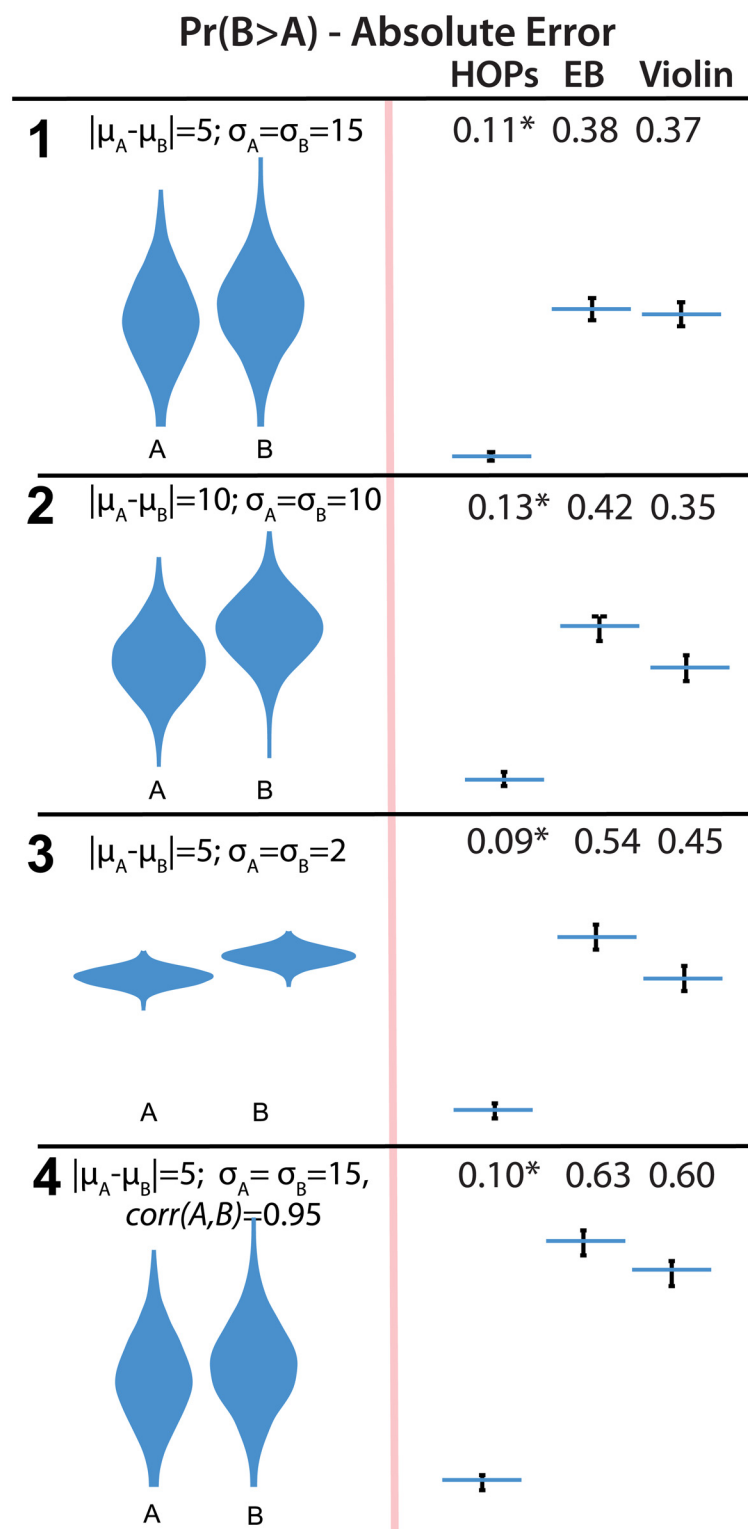 Pr(B>A) - Absolute Error
HOPs EB Violin
1 |μA-μB|=5; σA=σB=15 0.11* 0.38 0.37
A B
2 |μA-μB|=10; σA=σB=10 0.13* 0.42 0.35
A B
3 |μA-μB|=5; σA=σB=2 0.09* 0.54 0.45
A B
4 |μA-μB|=5; σA= σB=15, 0.10* 0.63 0.60
corr(A,B)=0.95
A B